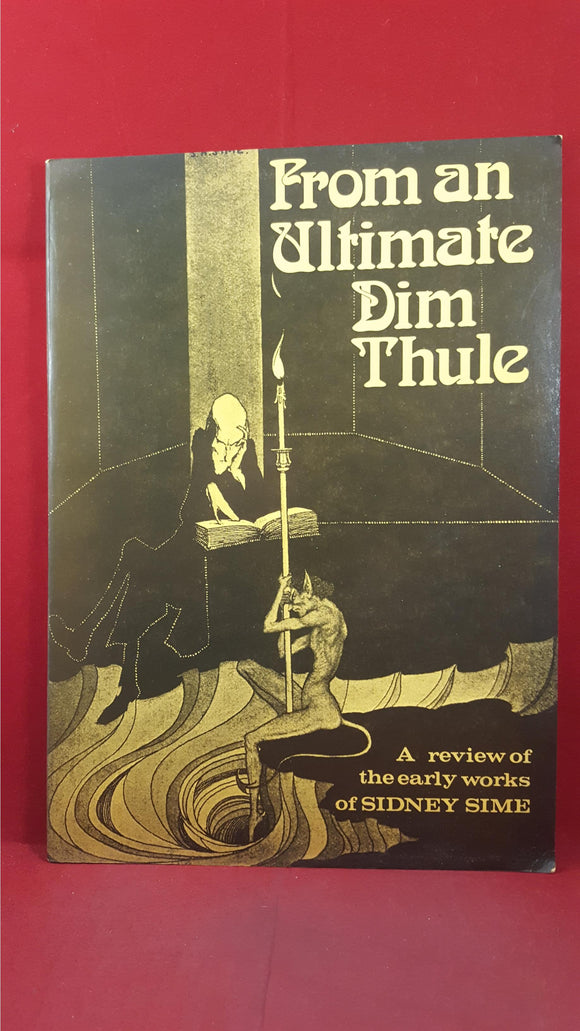 From an
Ultimate
Dim
Thule
A review of
the early works
of SIDNEY SIME